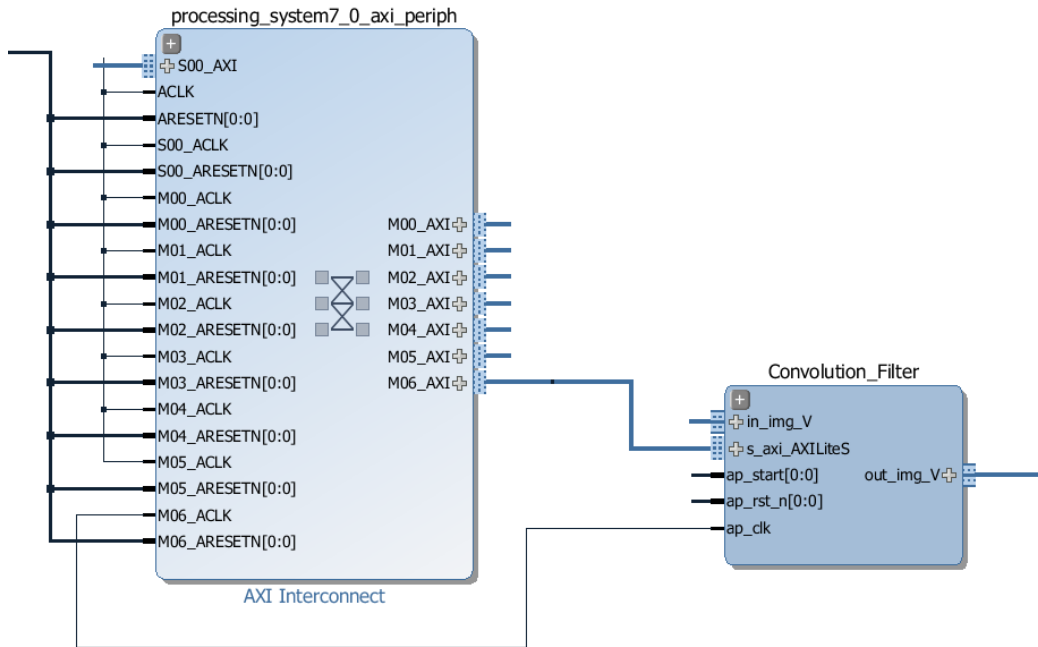 processing_system7_0_axi_periph
S00_AXI
ACLK
ARESETN[0:0]
S00_ACLK
S00_ARESETN[0:0]
M00_ACLK
M00_ARESETN[0:0]
M01_ACLK
M01_ARESETN[0:0]
M02_ACLK
M02_ARESETN[0:0]
M03_ACLK
M03_ARESETN[0:0]
M04_ACLK
M04_ARESETN[0:0]
M05_ACLK
M05_ARESETN[0:0]
M06_ACLK
M06_ARESETN[0:0]
M00_AXI
M01_AXI
M02_AXI
M03_AXI
M04_AXI
M05_AXI
M06_AXI
AXI Interconnect
Convolution_Filter
in_img_V
s_axi_AXILiteS
ap_start[0:0]
ap_rst_n[0:0]
ap_clk
out_img_V